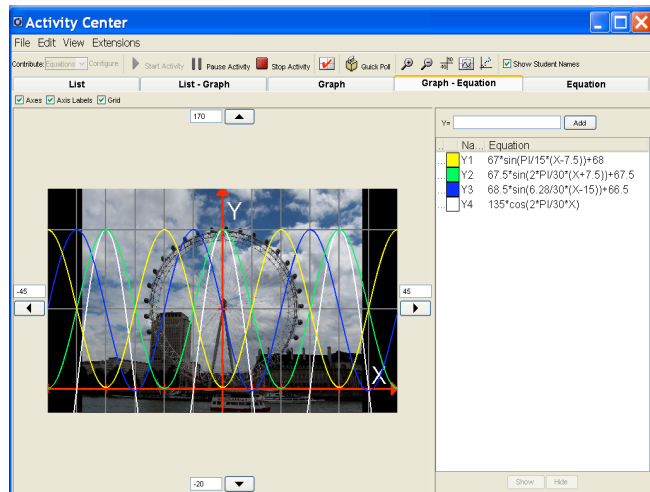 Activity Center
File Edit View Extensions
Contribute: Equations Configure Start Activity Pause Activity Stop Activity Quick Poll Show Student Names
List List - Graph Graph Graph - Equation Equation
Axes Axis Labels Grid
170
Y= Add
.. Na... Equation
... Y1 67*sin(PI/15*(X-7.5))+68
... Y2 67.5*sin(2*PI/30*(X+7.5))+67.5
... Y3 68.5*sin(6.28/30*(X-15))+66.5
... Y4 135*cos(2*PI/30*X)
Y
-45 45
X
-20
Show Hide